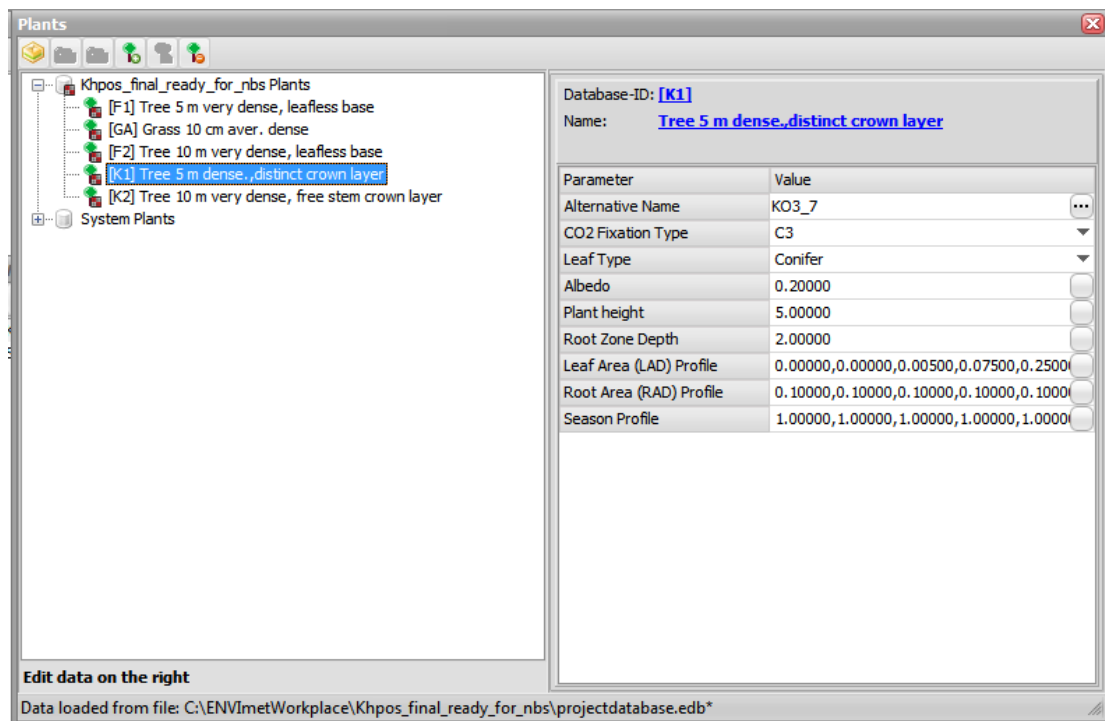 Plants
Khpos_final_ready_for_nbs Plants
[F1] Tree 5 m very dense, leafless base
[GA] Grass 10 cm aver. dense
[F2] Tree 10 m very dense, leafless base
[K1] Tree 5 m dense.,distinct crown layer
[K2] Tree 10 m very dense, free stem crown layer
System Plants
Edit data on the right
Database-ID: [K1]
Name: Tree 5 m dense.,distinct crown layer
Parameter Value
Alternative Name KO3_7 ...
CO2 Fixation Type C3
Leaf Type Conifer
Albedo 0.20000
Plant height 5.00000
Root Zone Depth 2.00000
Leaf Area (LAD) Profile 0.00000,0.00000,0.00500,0.07500,0.2500
Root Area (RAD) Profile 0.10000,0.10000,0.10000,0.10000,0.1000
Season Profile 1.00000,1.00000,1.00000,1.00000,1.0000
Data loaded from file: C:\ENVImetWorkplace\Khpos_final_ready_for_nbs\projectdatabase.edb*